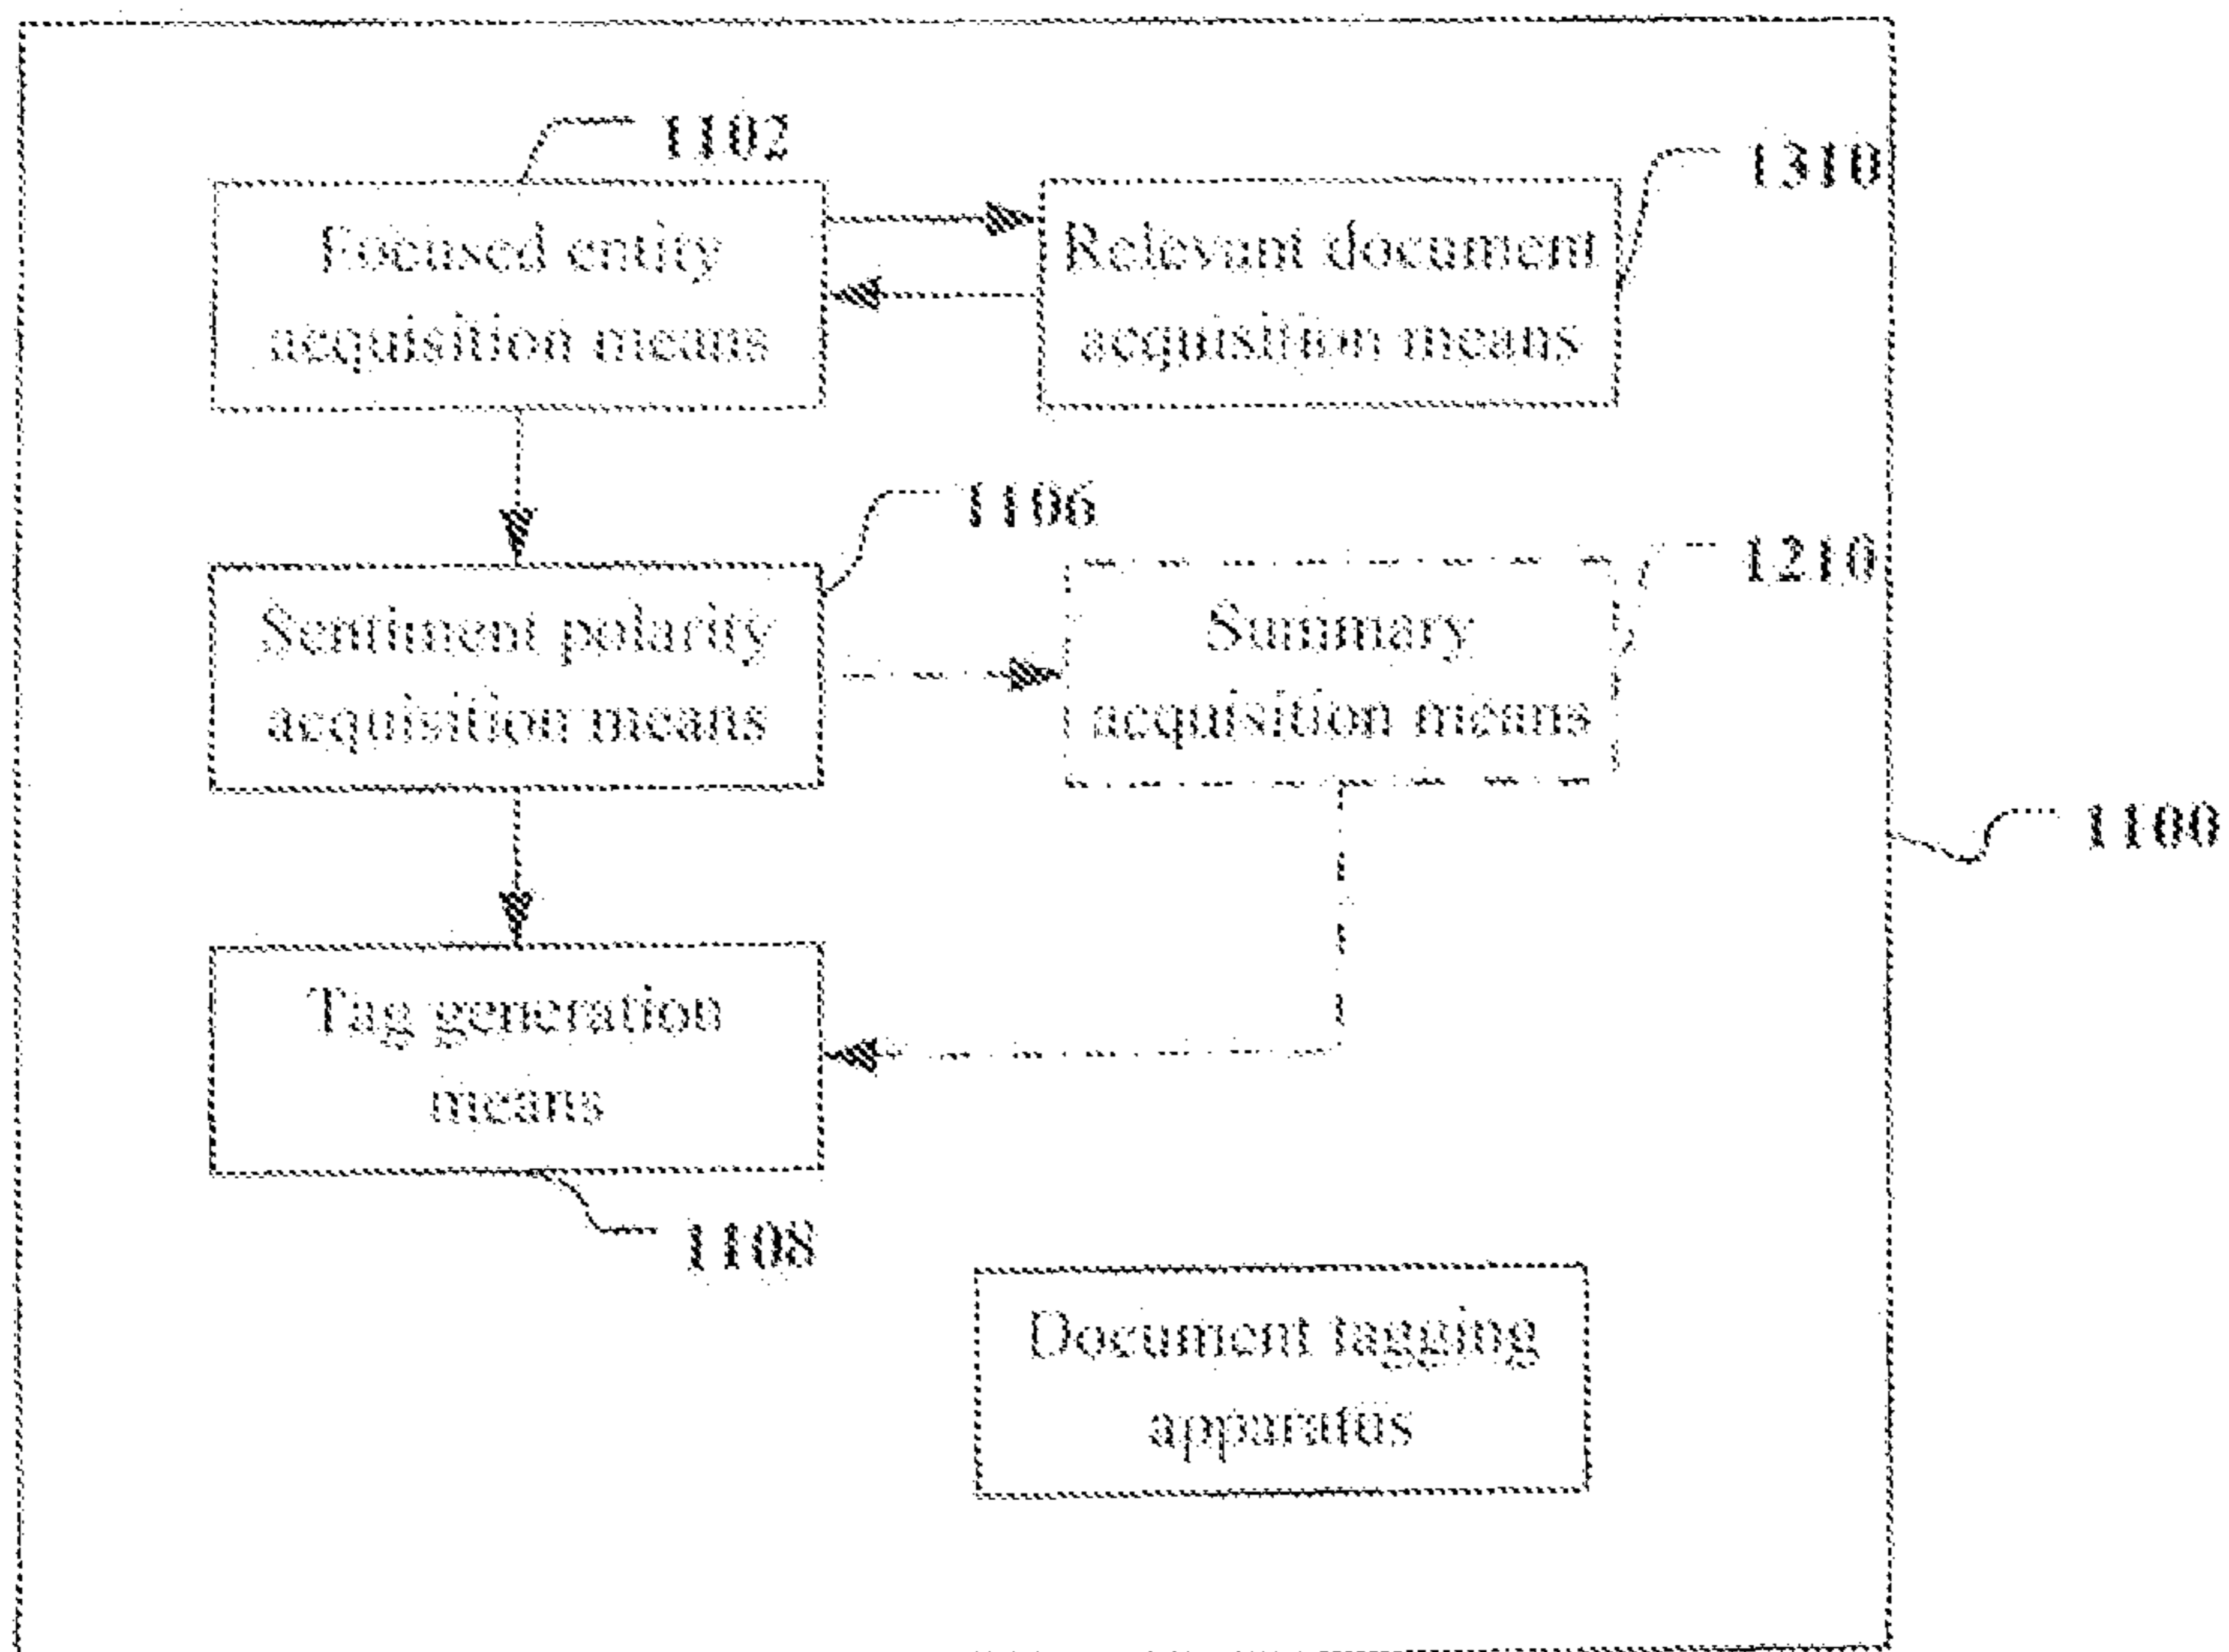 1102
1310
Focused entity
acquisition means
Relevant document
acquisition means
1106
1210
Sentiment polarity
acquisition means
Summary
acquisition means
1100
Tag generation
means
1108
Document tagging
apparatus